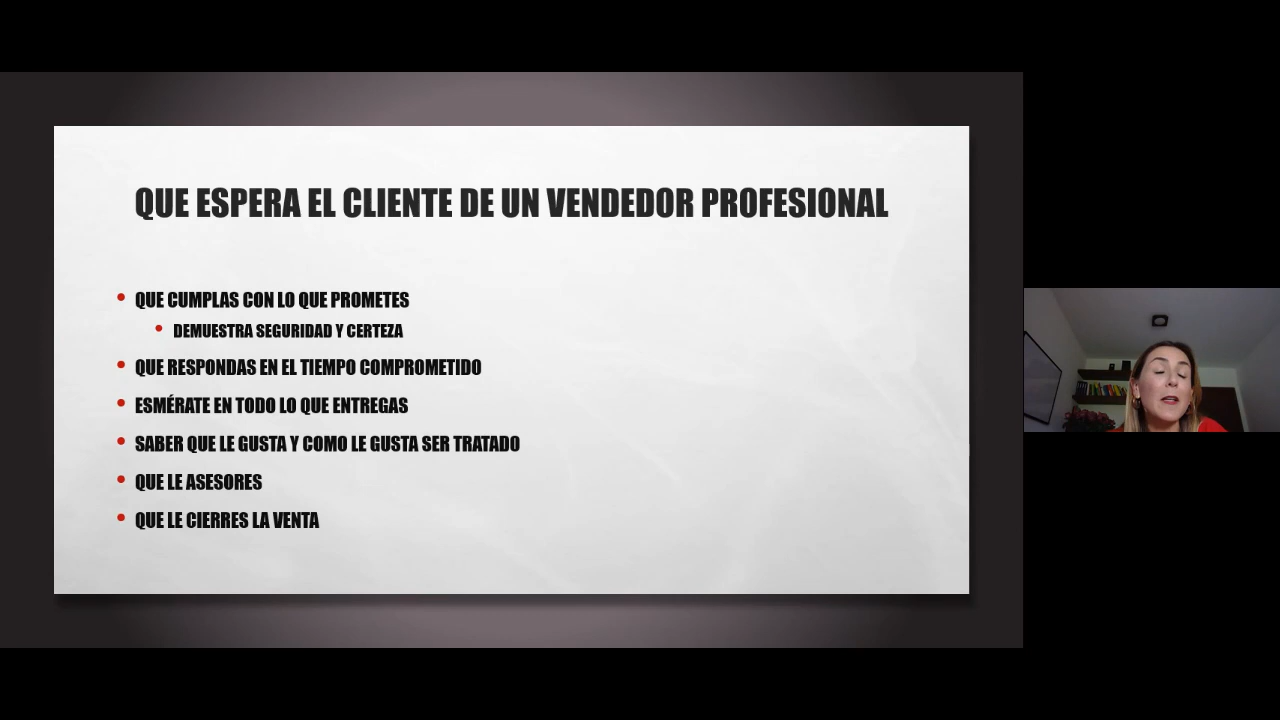 QUE ESPERA EL CLIENTE DE UN VENDEDOR PROFESIONAL
QUE CUMPLAS CON LO QUE PROMETES
DEMUESTRA SEGURIDAD Y CERTEZA
QUE RESPONDAS EN EL TIEMPO COMPROMETIDO
ESMÉRATE EN TODO LO QUE ENTREGAS
SABER QUE LE GUSTA Y COMO LE GUSTA SER TRATADO
QUE LE ASESORES
QUE LE CIERRES LA VENTA